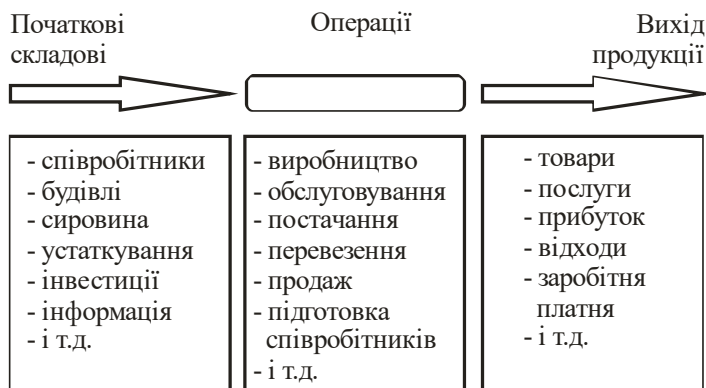 Початкові
складові
Операції
Вихід
продукції
- співробітники
- будівлі
- сировина
- устаткування
- інвестиції
- інформація
- і т.д.
- виробництво
- обслуговування
- постачання
- перевезення
- продаж
- підготовка
співробітників
- і т.д.
- товари
- послуги
- прибуток
- відходи
- заробітня
платня
- і т.д.